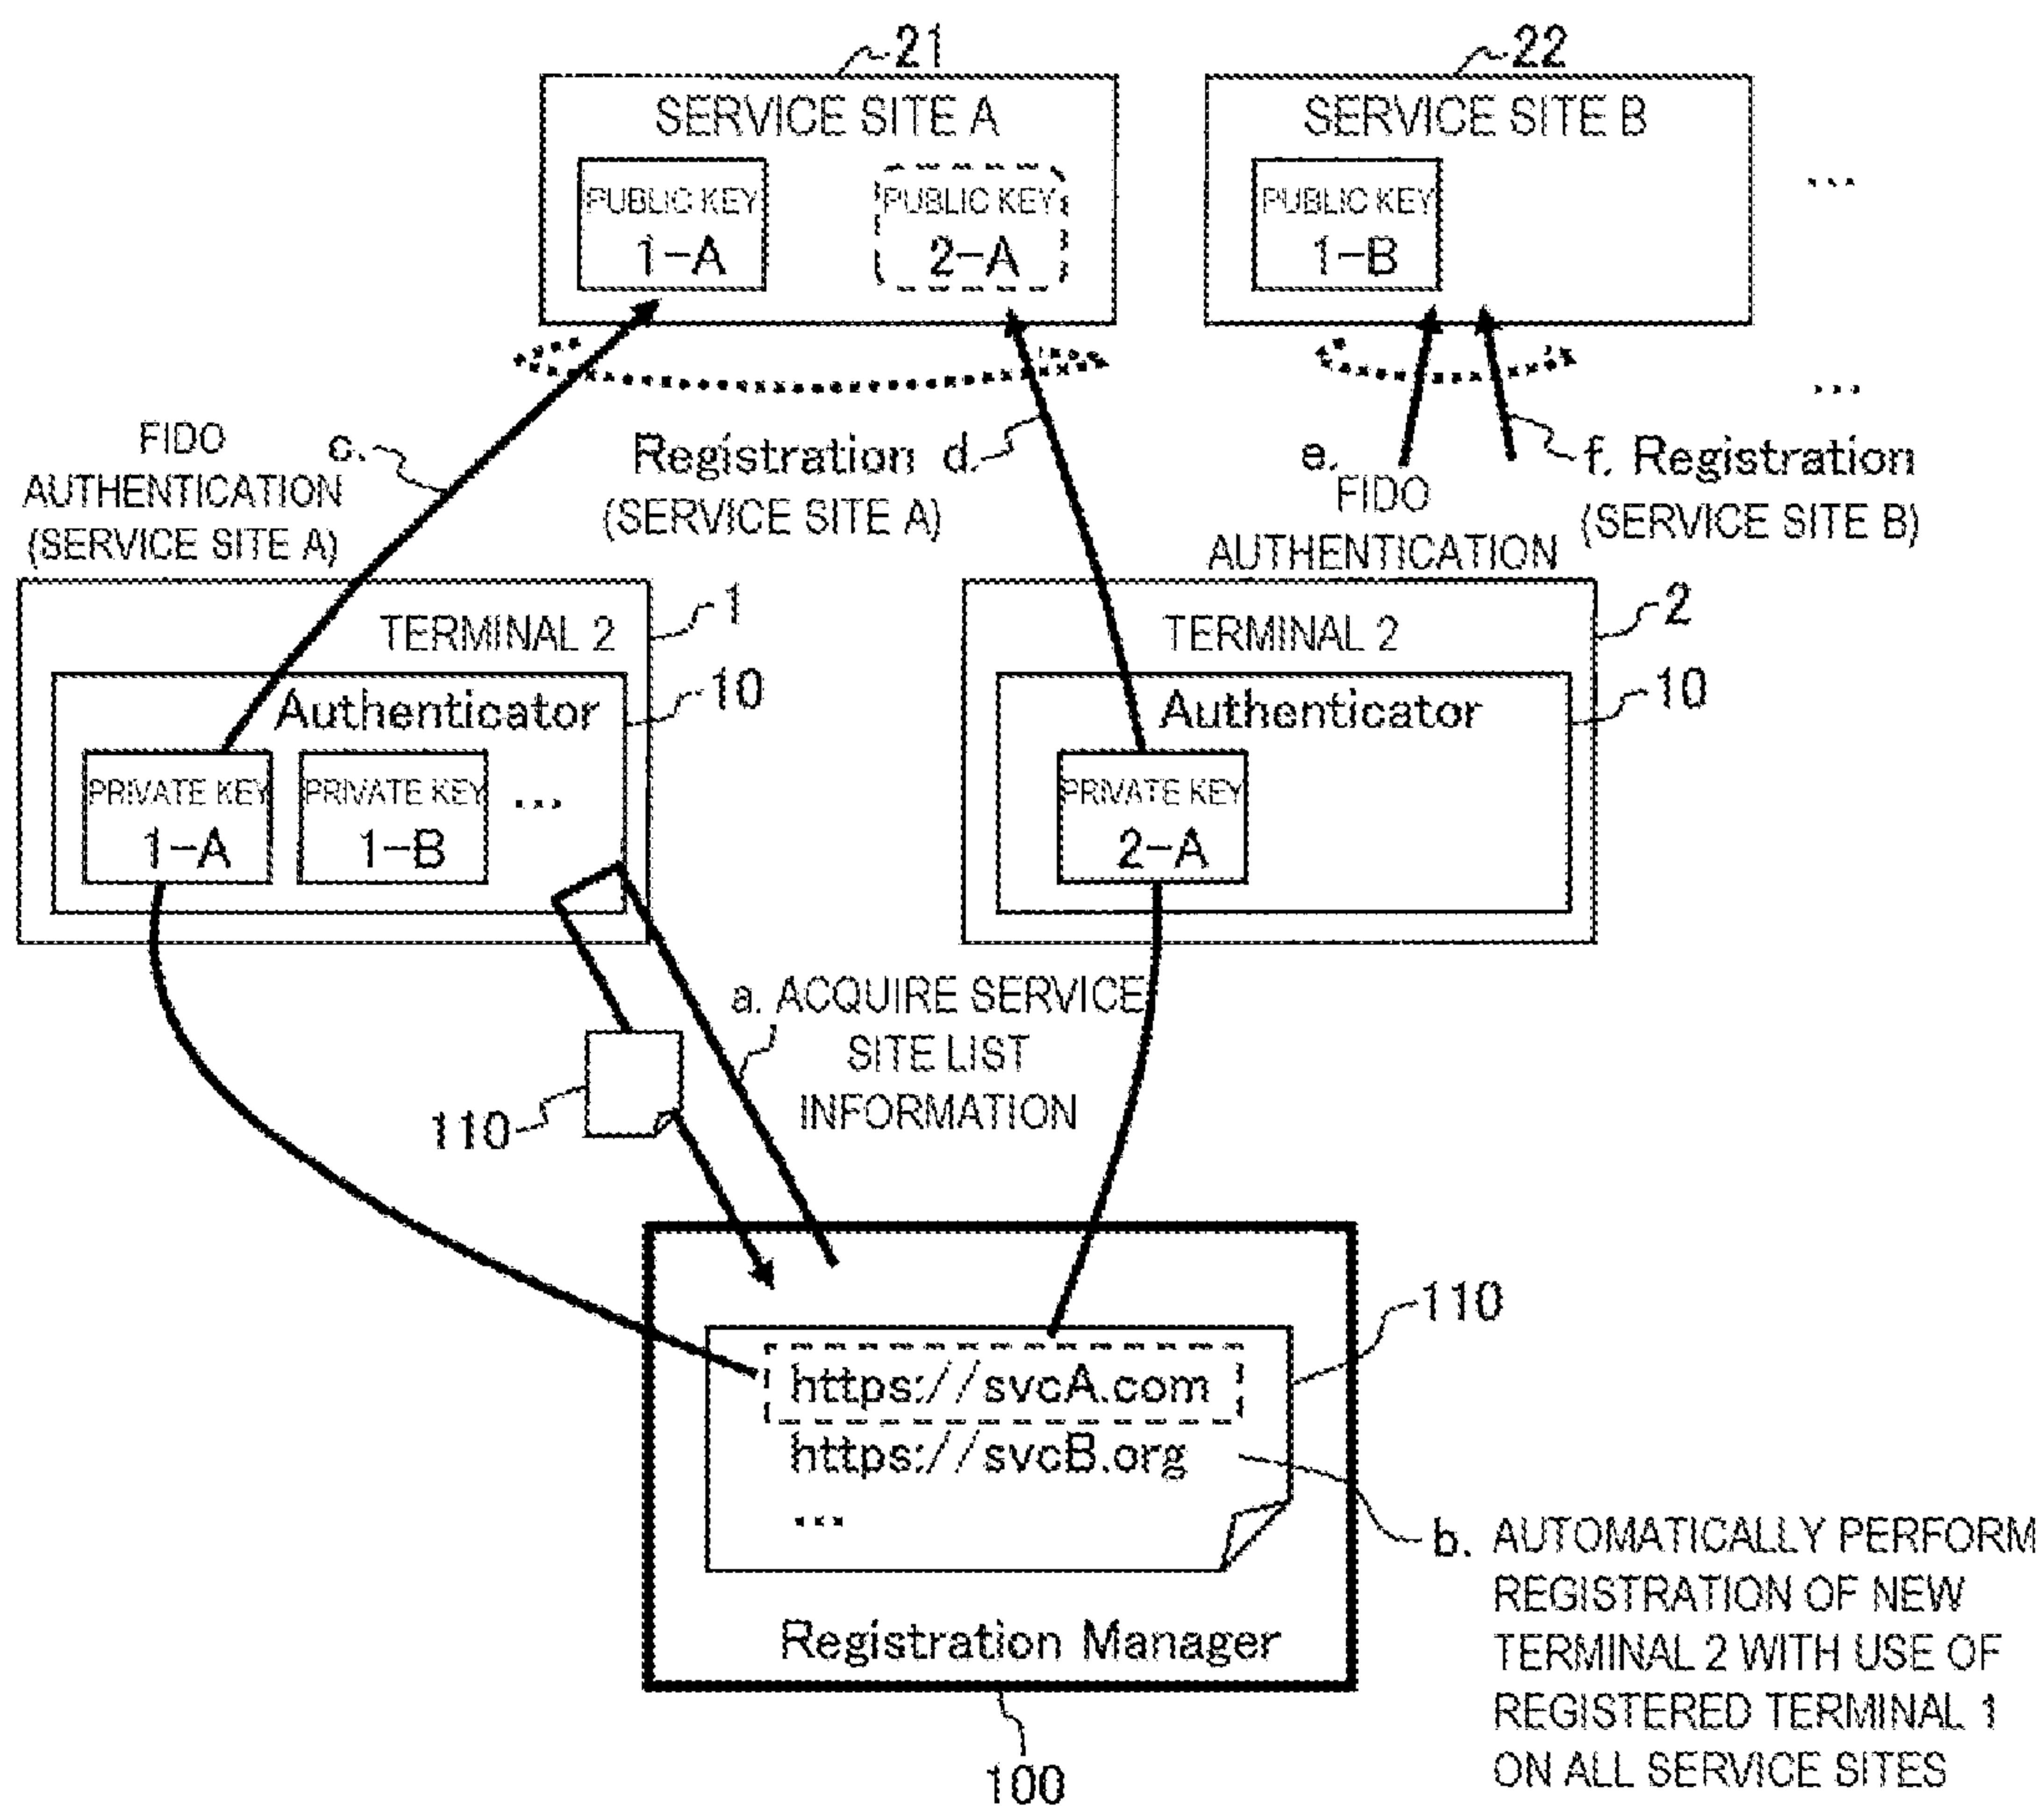 21
22
SERVICE SITE A
SERVICE SITE B
PUBLIC KEY
1-A
PUBLIC KEY
2-A
PUBLIC KEY
1-B
...
...
FIDO
AUTHENTICATION
(SERVICE SITE A)
c.
Registration d.
(SERVICE SITE A)
e.
FIDO
AUTHENTICATION
f. Registration
(SERVICE SITE B)
TERMINAL 2
1
Authenticator
10
PRIVATE KEY
1-A
PRIVATE KEY
1-B
...
TERMINAL 2
2
Authenticator
10
PRIVATE KEY
2-A
a. ACQUIRE SERVICE
SITE LIST
INFORMATION
110
110
https://svcA.com
https://svcB.org
...
Registration Manager
100
b. AUTOMATICALLY PERFORM
REGISTRATION OF NEW
TERMINAL 2 WITH USE OF
REGISTERED TERMINAL 1
ON ALL SERVICE SITES